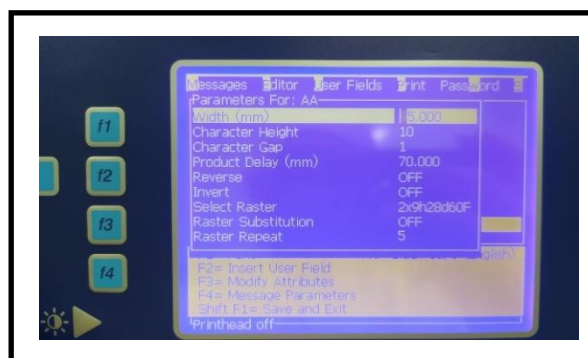 Messages Editor User Fields Print Password
Parameters For: AA
Width (mm) 5.000
Character Height 10
Character Gap 1
Product Delay (mm) 70.000
Reverse OFF
Invert OFF
Select Raster 2x9h28d60F
Raster Substitution OFF
Raster Repeat 5
F2= Insert User Field
F3= Modify Attributes
F4= Message Parameters
Shift F1= Save and Exit
Printhead off
f1
f2
f3
f4